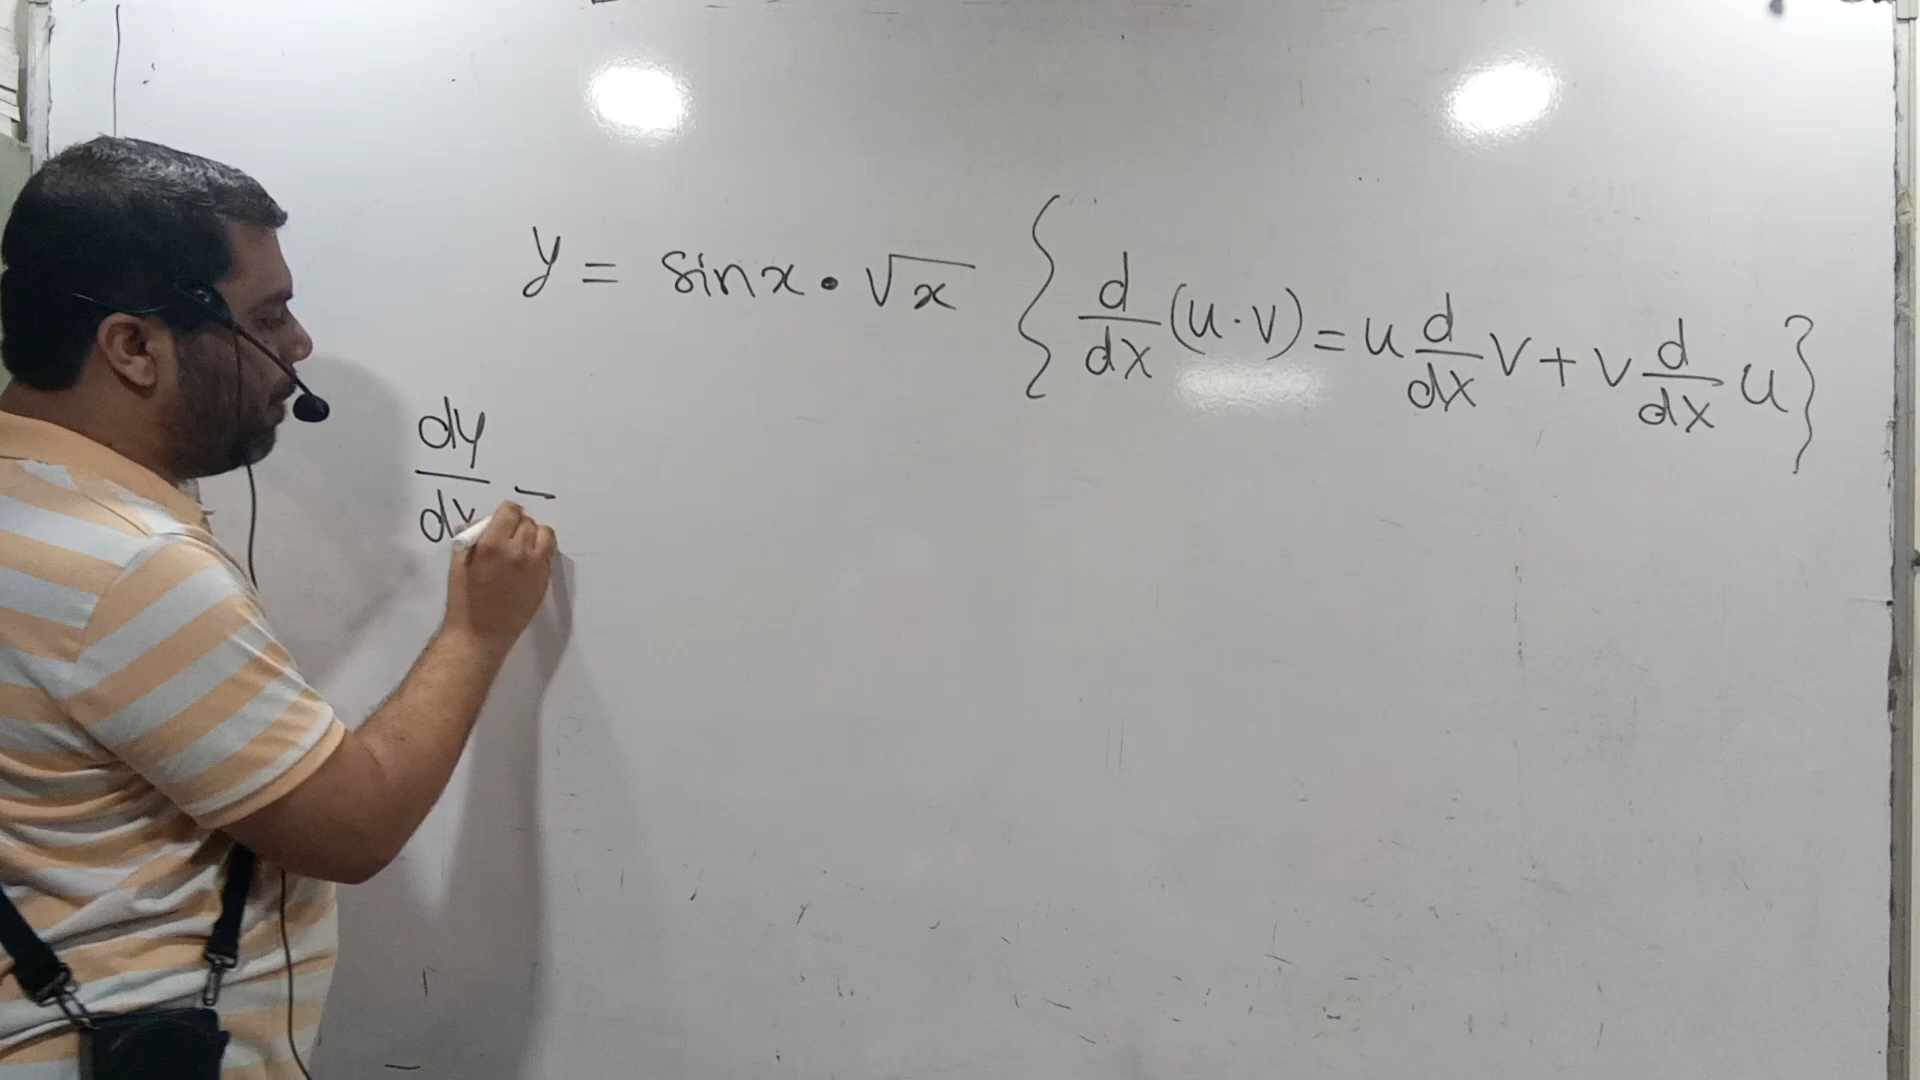 y = sinx · √x { d/dx (u·v) = u d/dx v + v d/dx u }
dy/dx =